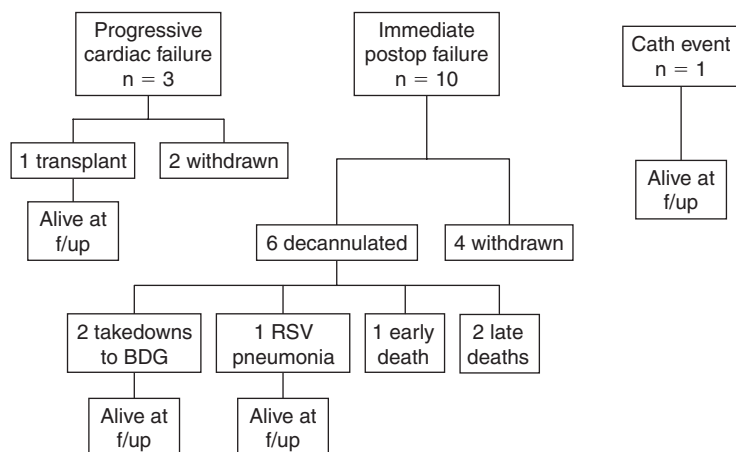 Progressive
cardiac failure
n = 3
Immediate
postop failure
n = 10
Cath event
n = 1
1 transplant
2 withdrawn
Alive at
f/up
Alive at
f/up
6 decannulated
4 withdrawn
2 takedowns
to BDG
1 RSV
pneumonia
1 early
death
2 late
deaths
Alive at
f/up
Alive at
f/up